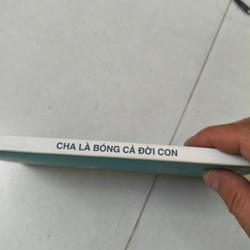 CHA LÀ BÓNG CẢ ĐỜI CON